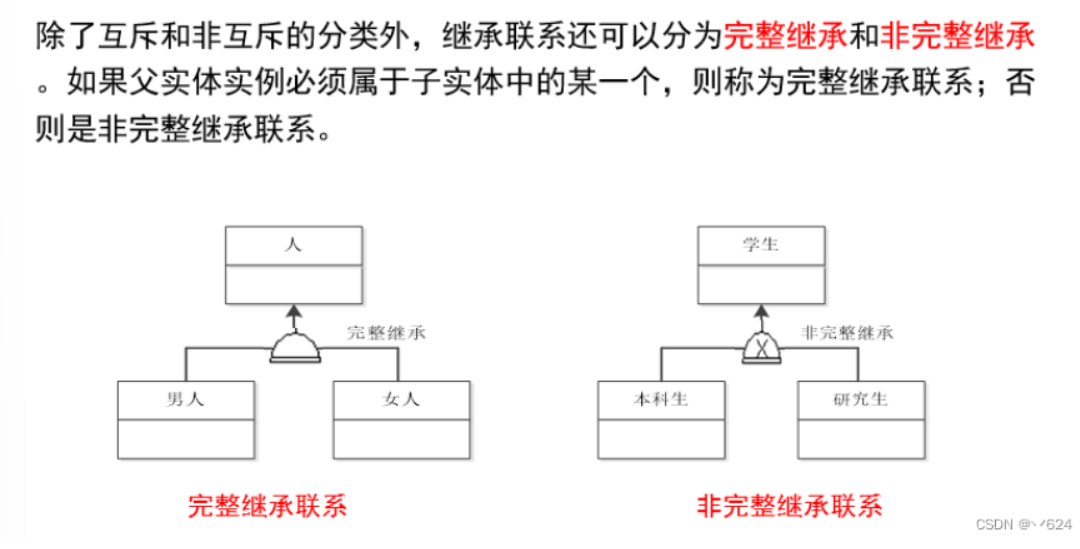 除了互斥和非互斥的分类外，继承联系还可以分为完整继承和非完整继承
。如果父实体实例必须属于子实体中的某一个，则称为完整继承联系；否
则是非完整继承联系。
人
学生
完整继承
非完整继承
X
男人
女人
本科生
研究生
完整继承联系
非完整继承联系
CSDN @丷624